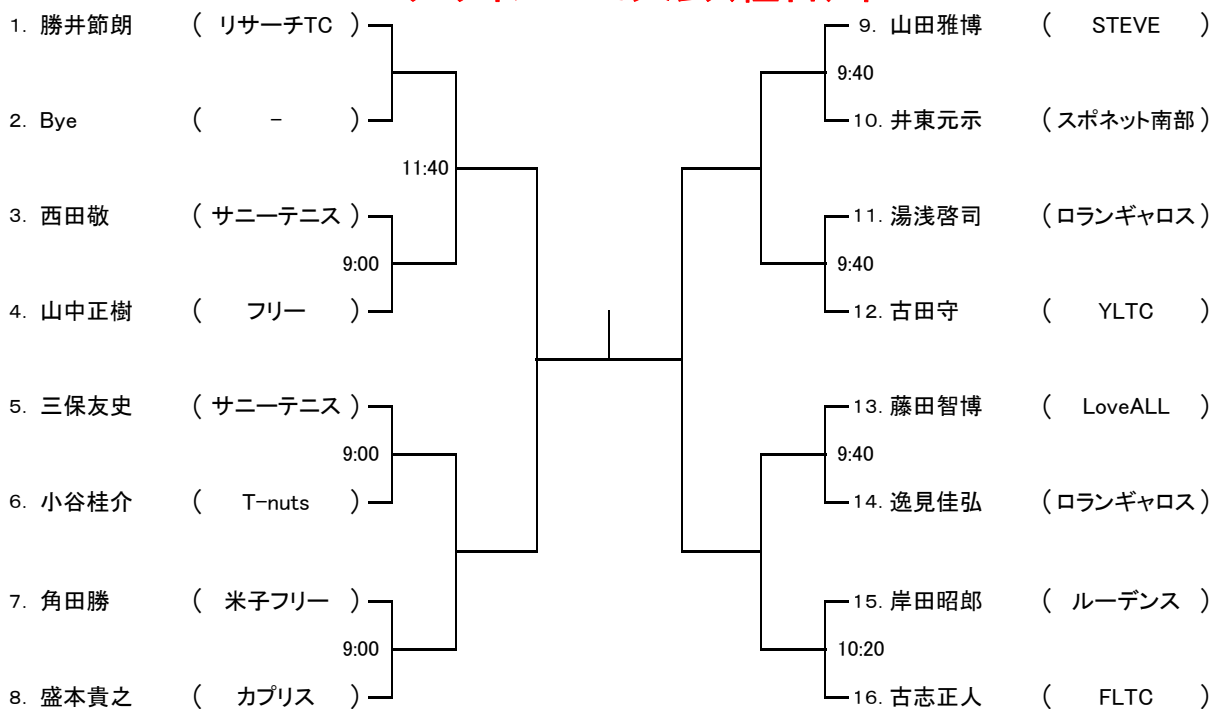 1. 勝井節朗 ( リサーチTC )
2. Bye ( - )
11:40
3. 西田敬 ( サニーテニス )
9:00
4. 山中正樹 ( フリー )
5. 三保友史 ( サニーテニス )
9:00
6. 小谷桂介 ( T-nuts )
7. 角田勝 ( 米子フリー )
9:00
8. 盛本貴之 ( カプリス )
9. 山田雅博 ( STEVE )
9:40
10. 井東元示 ( スポネット南部 )
11. 湯浅啓司 ( ロランギャロス )
9:40
12. 古田守 ( YLTC )
13. 藤田智博 ( LoveALL )
9:40
14. 逸見佳弘 ( ロランギャロス )
15. 岸田昭郎 ( ルーデンス )
10:20
16. 古志正人 ( FLTC )